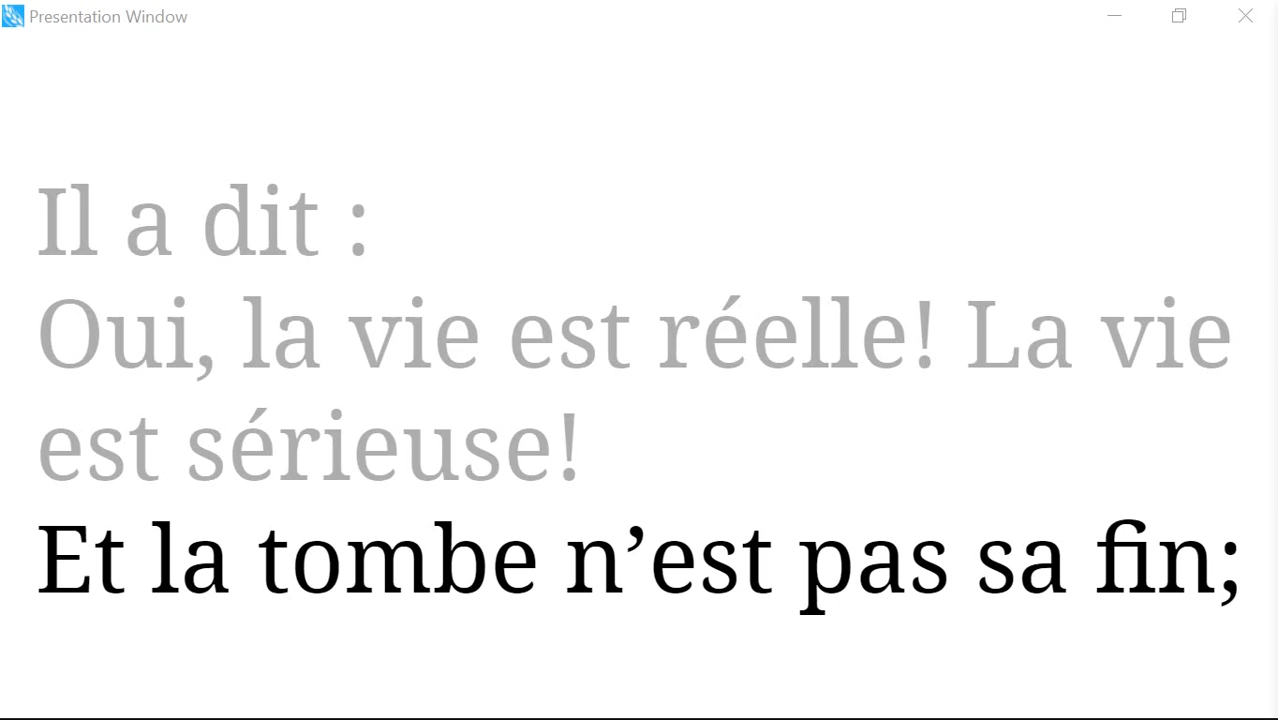 Presentation Window
Il a dit :
Oui, la vie est réelle! La vie
est sérieuse!
Et la tombe n’est pas sa fin;